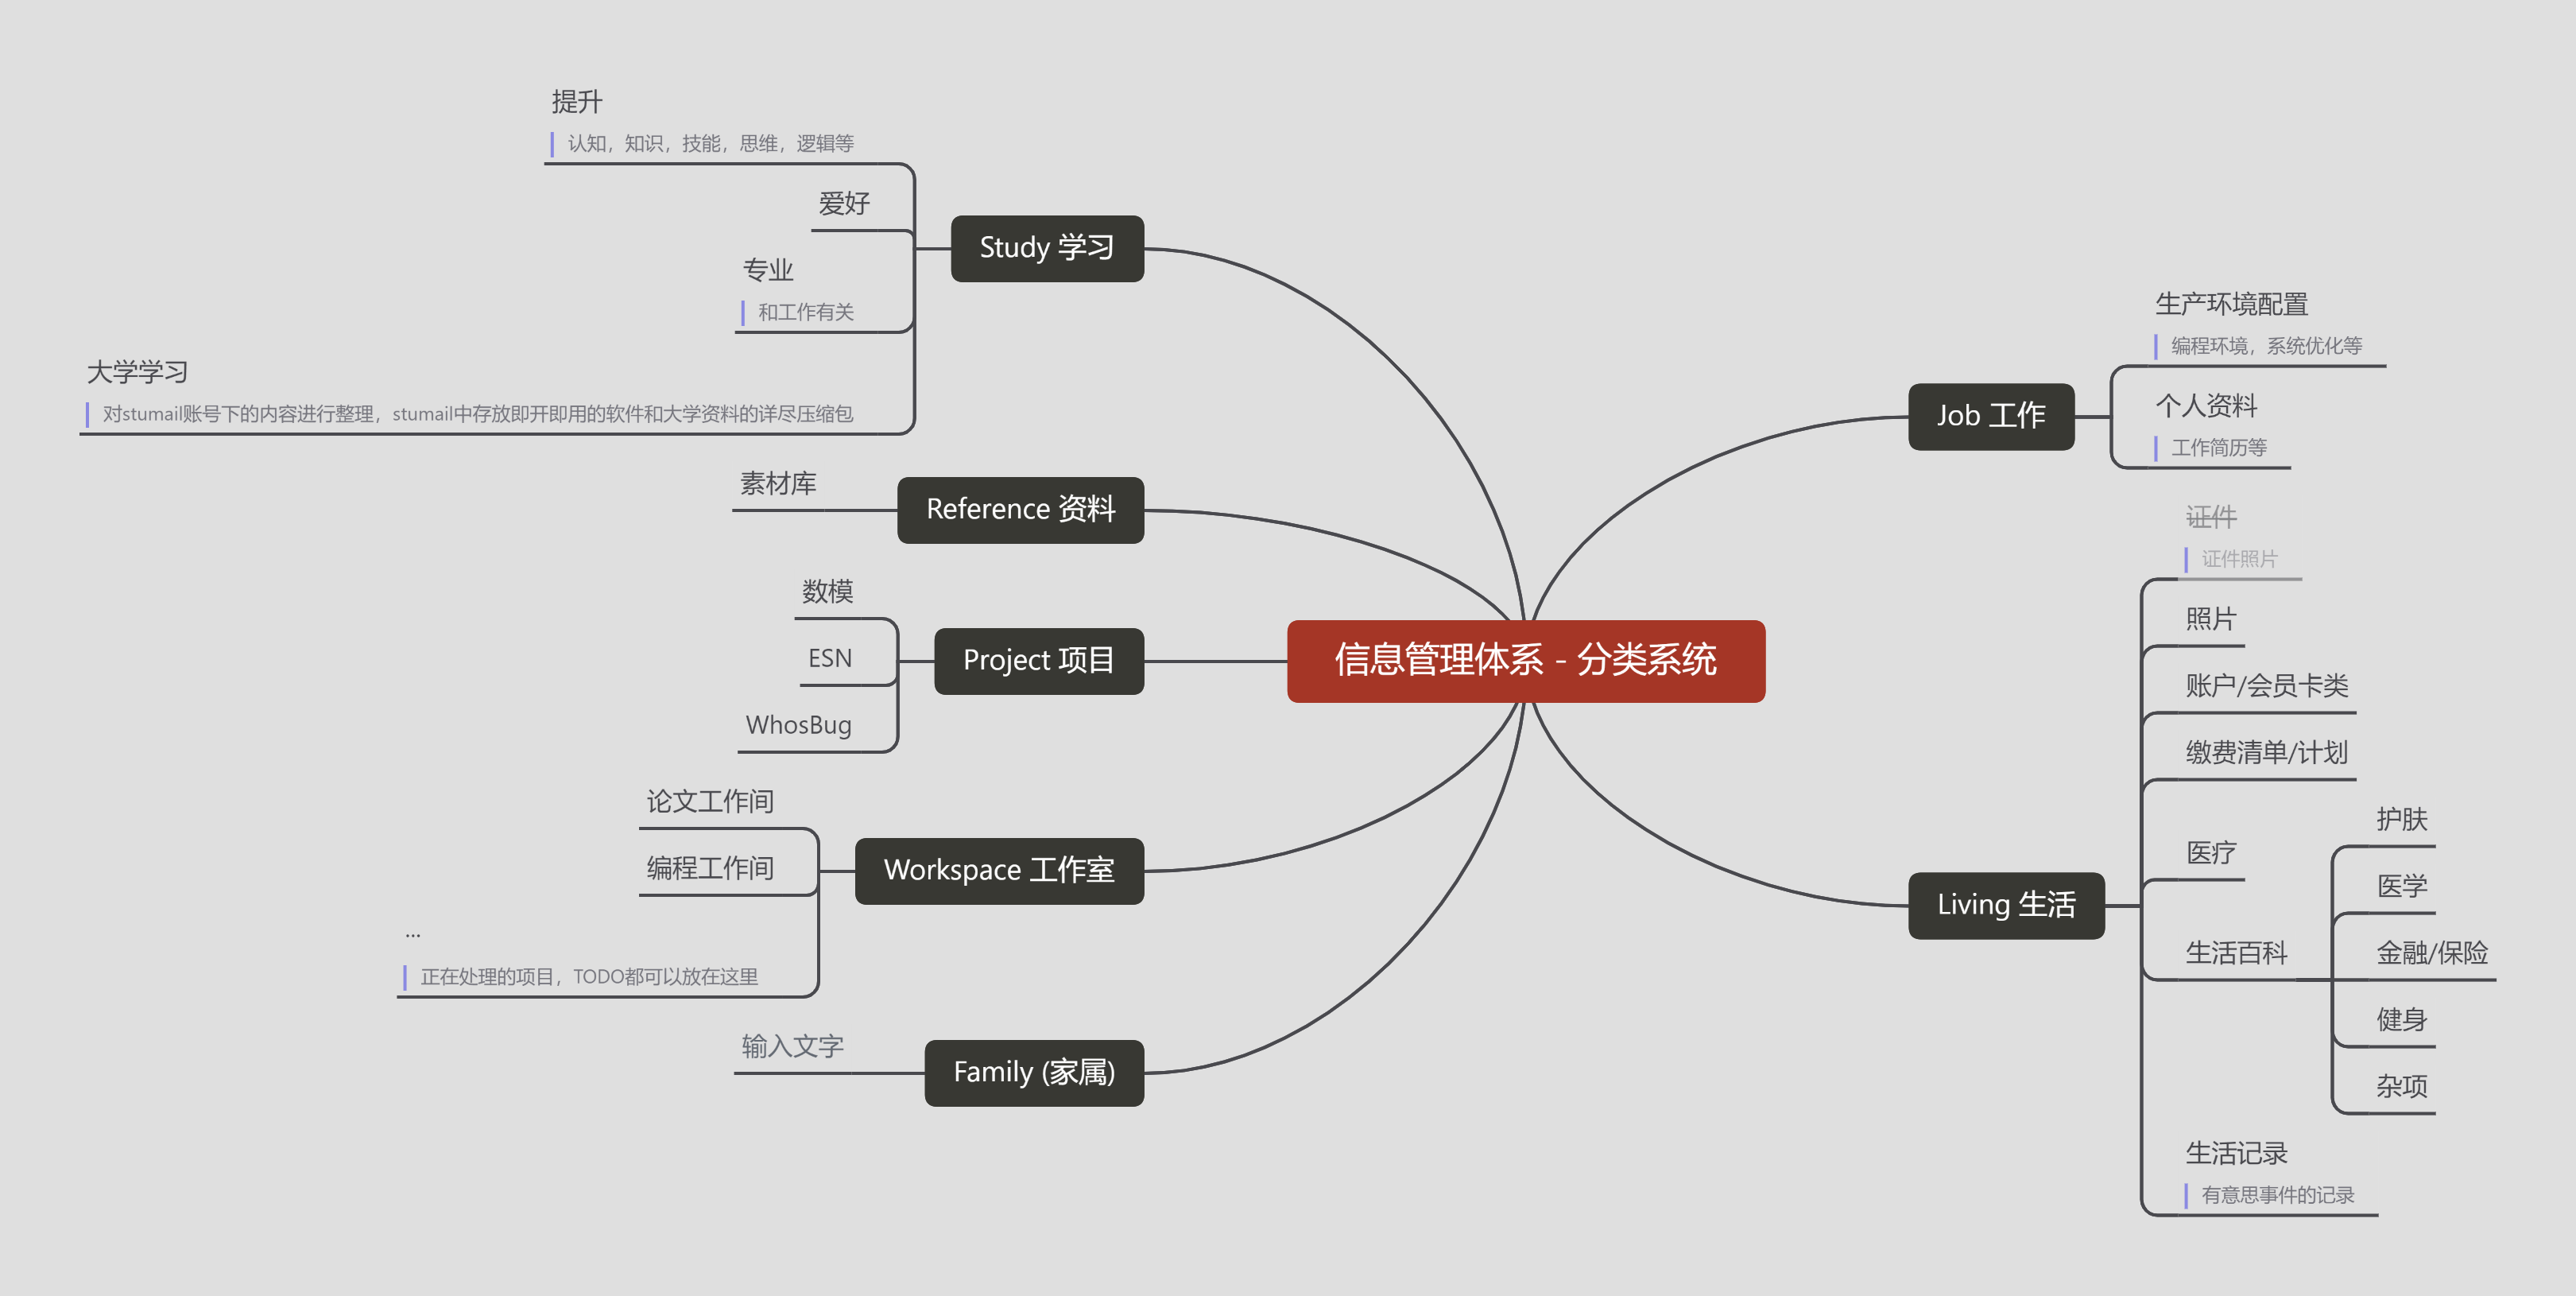 信息管理体系 - 分类系统
Job 工作
生产环境配置
编程环境，系统优化等
个人资料
工作简历等
Living 生活
证件
证件照片
照片
账户/会员卡类
缴费清单/计划
医疗
生活百科
护肤
医学
金融/保险
健身
杂项
生活记录
有意思事件的记录
Study 学习
提升
认知，知识，技能，思维，逻辑等
爱好
专业
和工作有关
大学学习
对stumail账号下的内容进行整理，stumail中存放即开即用的软件和大学资料的详尽压缩包
Reference 资料
素材库
Project 项目
数模
ESN
WhosBug
Workspace 工作室
论文工作间
编程工作间
...
正在处理的项目，TODO都可以放在这里
Family (家属)
输入文字